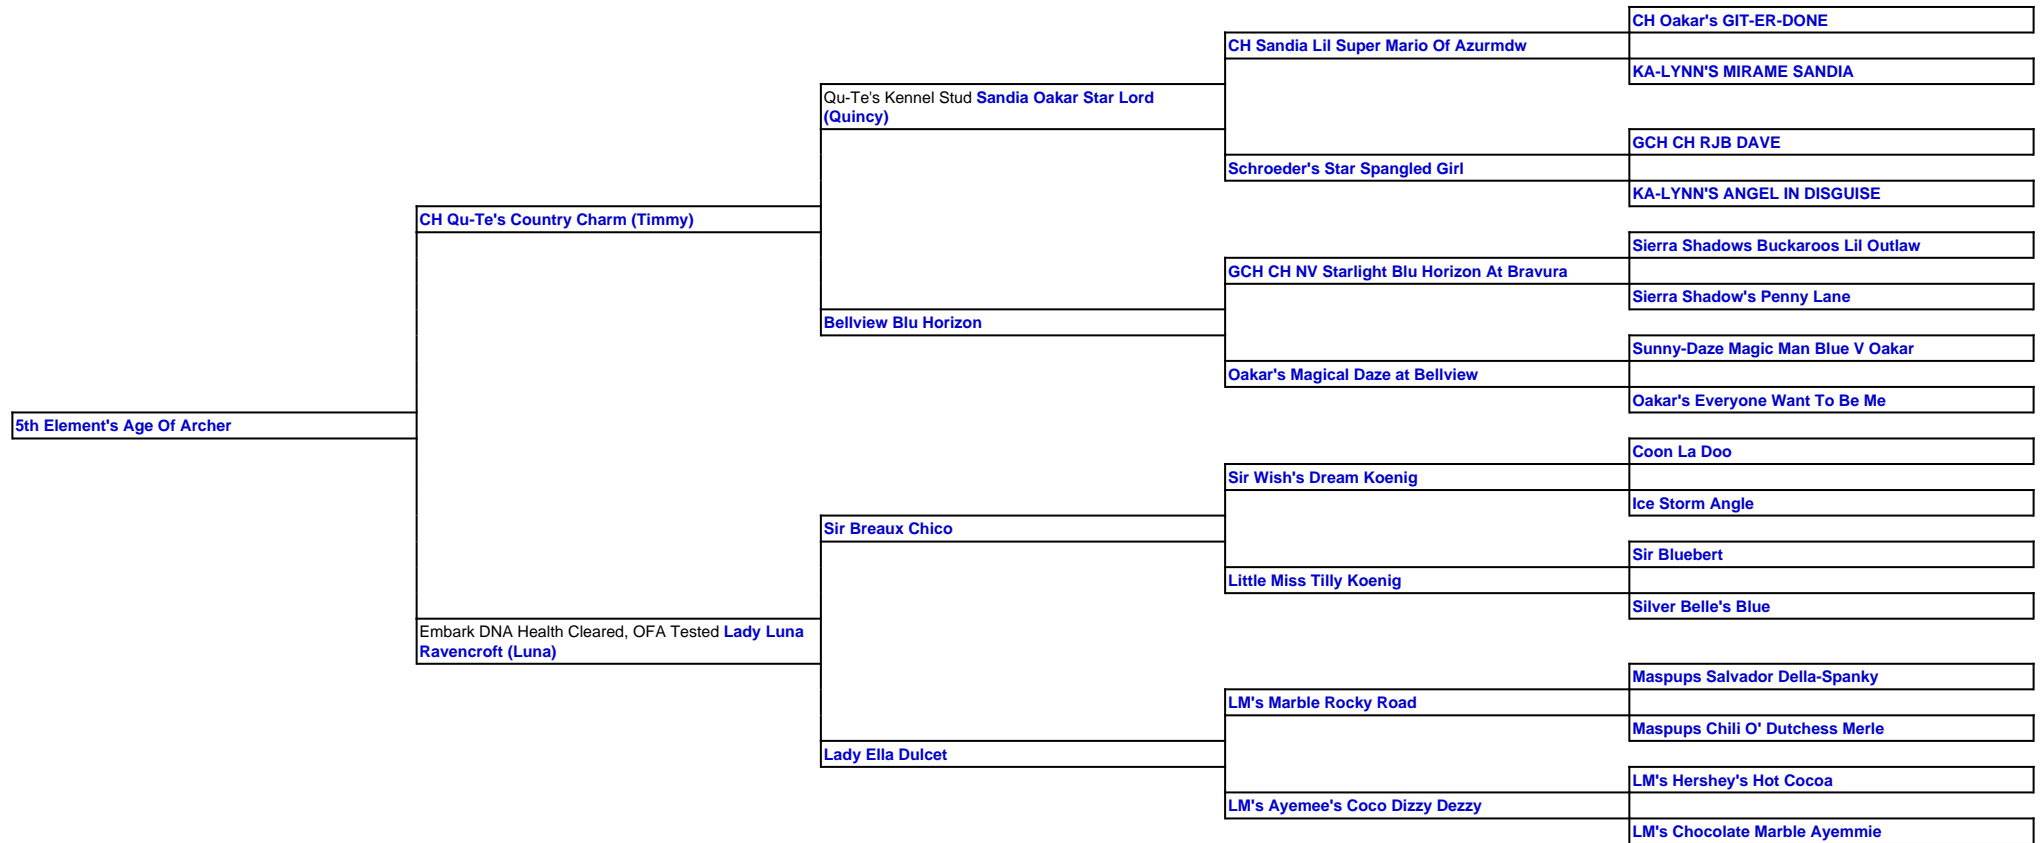 CH Oakar's GIT-ER-DONE
CH Sandia Lil Super Mario Of Azurmdw
KA-LYNN'S MIRAME SANDIA
Qu-Te's Kennel Stud Sandia Oakar Star Lord
(Quincy)
GCH CH RJB DAVE
Schroeder's Star Spangled Girl
KA-LYNN'S ANGEL IN DISGUISE
CH Qu-Te's Country Charm (Timmy)
Sierra Shadows Buckaroos Lil Outlaw
GCH CH NV Starlight Blu Horizon At Bravura
Sierra Shadow's Penny Lane
Bellview Blu Horizon
Sunny-Daze Magic Man Blue V Oakar
Oakar's Magical Daze at Bellview
Oakar's Everyone Want To Be Me
5th Element's Age Of Archer
Coon La Doo
Sir Wish's Dream Koenig
Ice Storm Angle
Sir Breaux Chico
Sir Bluebert
Little Miss Tilly Koenig
Silver Belle's Blue
Embark DNA Health Cleared, OFA Tested Lady Luna
Ravencroft (Luna)
Maspups Salvador Della-Spanky
LM's Marble Rocky Road
Maspups Chili O' Dutchess Merle
Lady Ella Dulcet
LM's Hershey's Hot Cocoa
LM's Ayemee's Coco Dizzy Dezzy
LM's Chocolate Marble Ayemmie